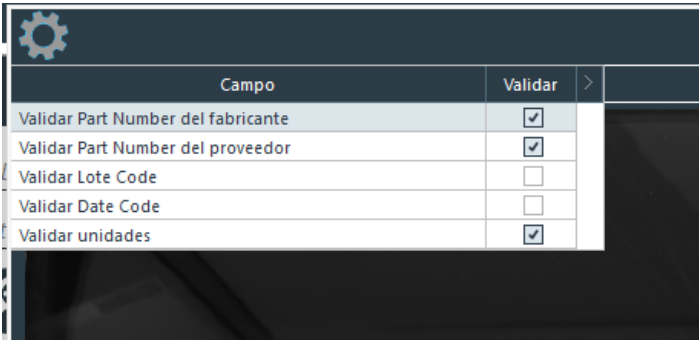 Campo Validar
Validar Part Number del fabricante
Validar Part Number del proveedor
Validar Lote Code
Validar Date Code
Validar unidades